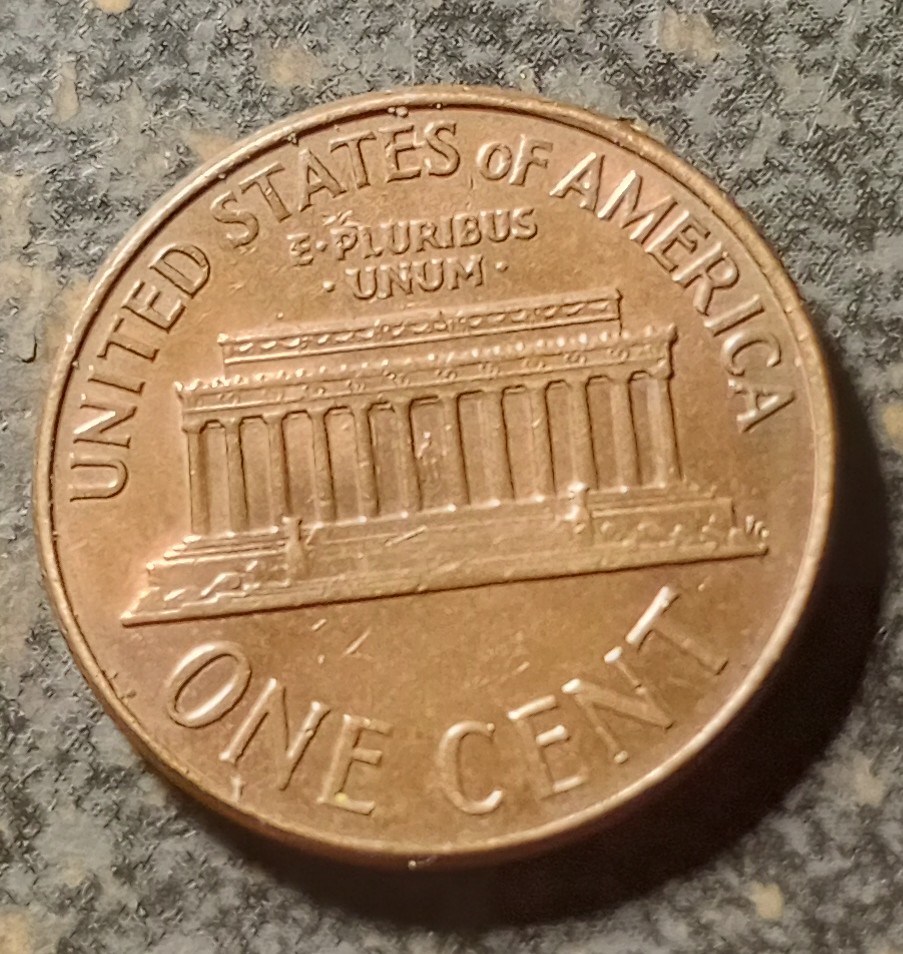 UNITED STATES OF AMERICA
E·PLURIBUS
·UNUM·
ONE CENT